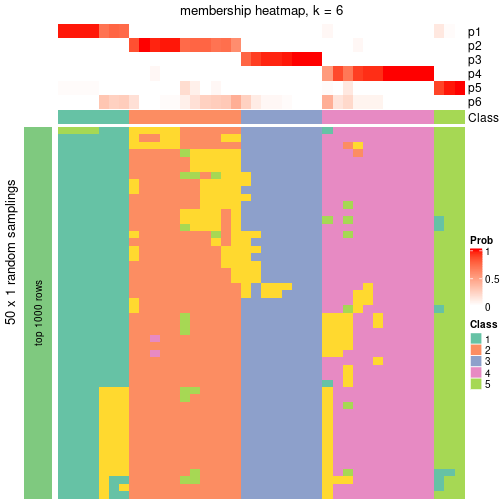 membership heatmap, k = 6
p1
p2
p3
p4
p5
p6
Class
50 x 1 random samplings
top 1000 rows
Prob
1
0.5
0
Class
1
2
3
4
5